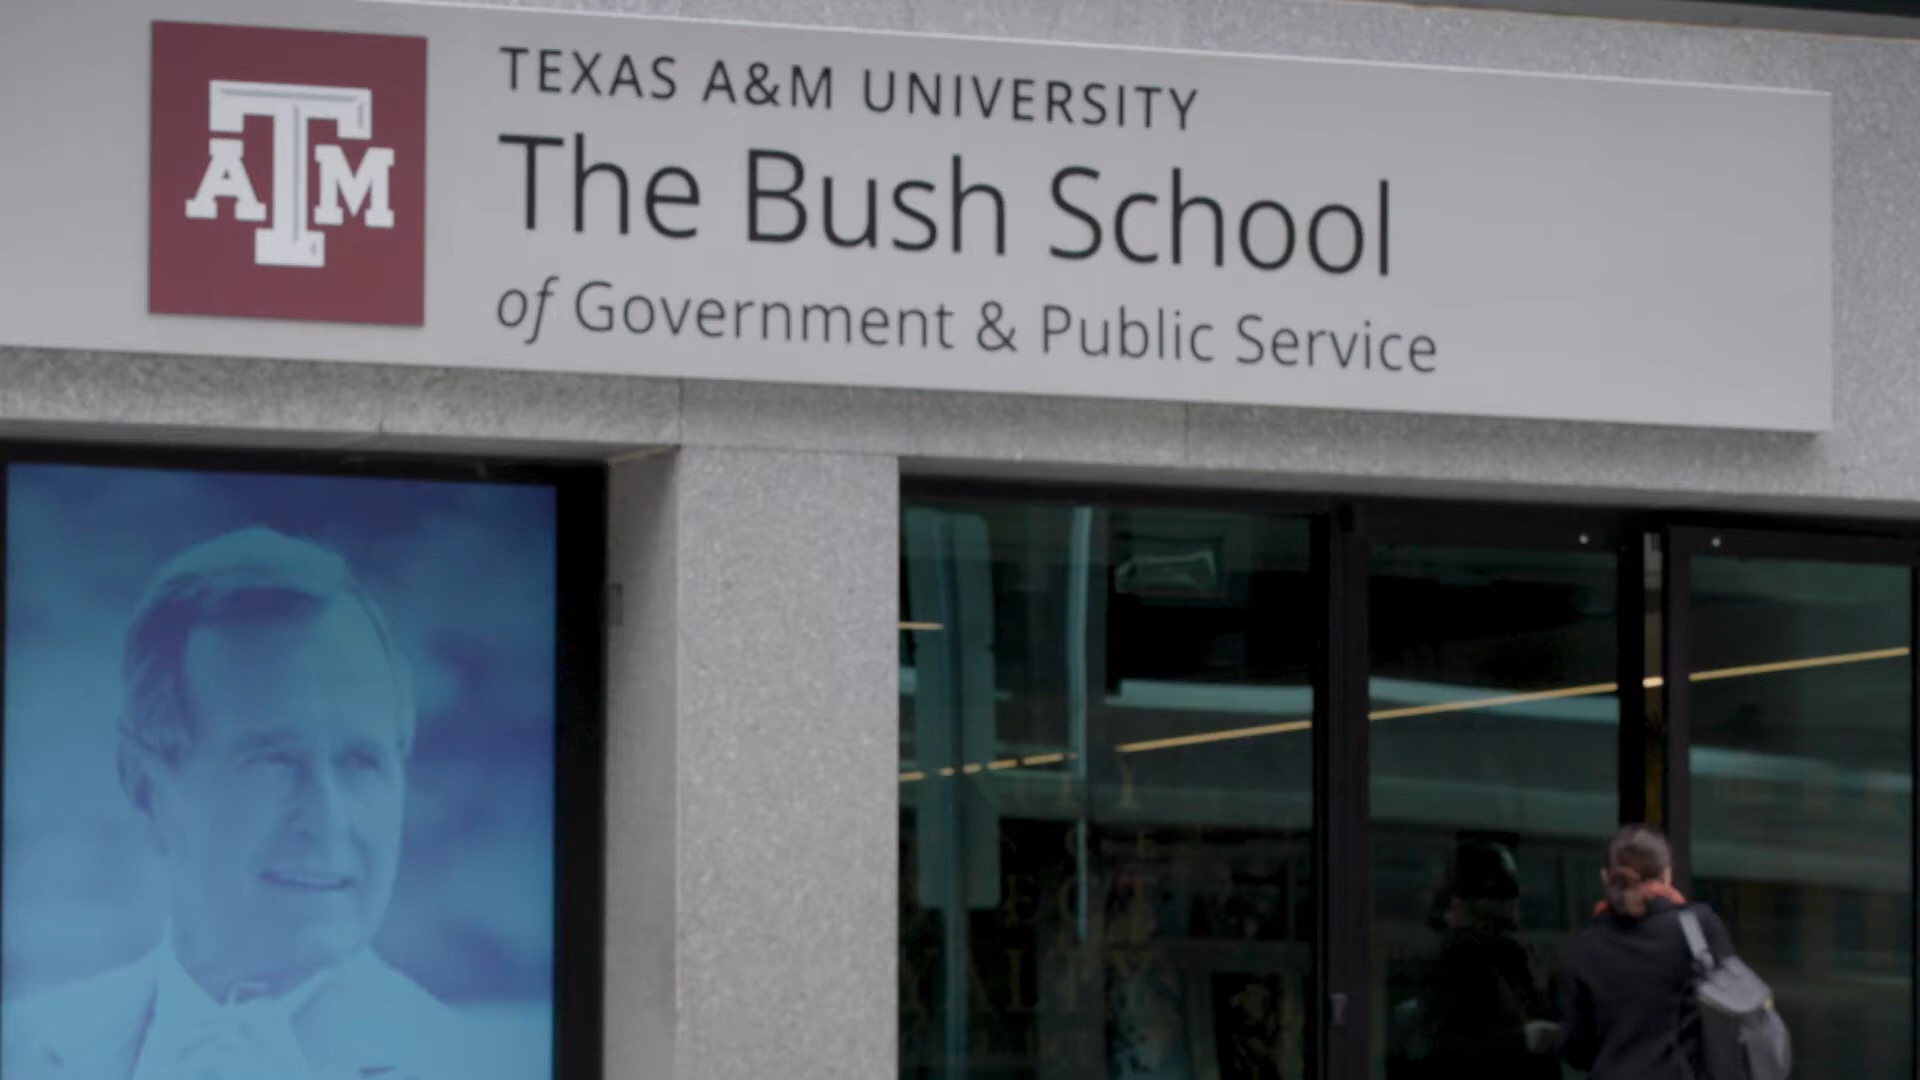 ATM
TEXAS A&M UNIVERSITY
The Bush School
of Government & Public Service